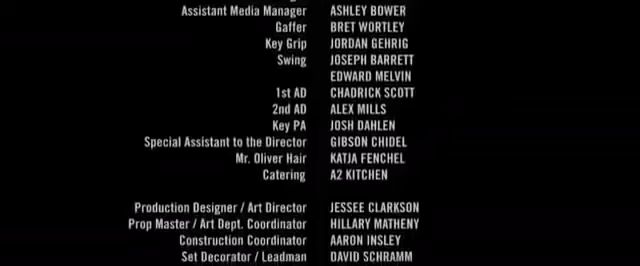 Assistant Media Manager ASHLEY BOWER
Gaffer BRET WORTLEY
Key Grip JORDAN GEHRIG
Swing JOSEPH BARRETT
EDWARD MELVIN
1st AD CHADRICK SCOTT
2nd AD ALEX MILLS
Key PA JOSH DAHLEN
Special Assistant to the Director GIBSON CHIDEL
Mr. Oliver Hair KATJA FENCHEL
Catering A2 KITCHEN
Production Designer / Art Director JESSEE CLARKSON
Prop Master / Art Dept. Coordinator HILLARY MATHENY
Construction Coordinator AARON INSLEY
Set Decorator / Leadman DAVID SCHRAMM